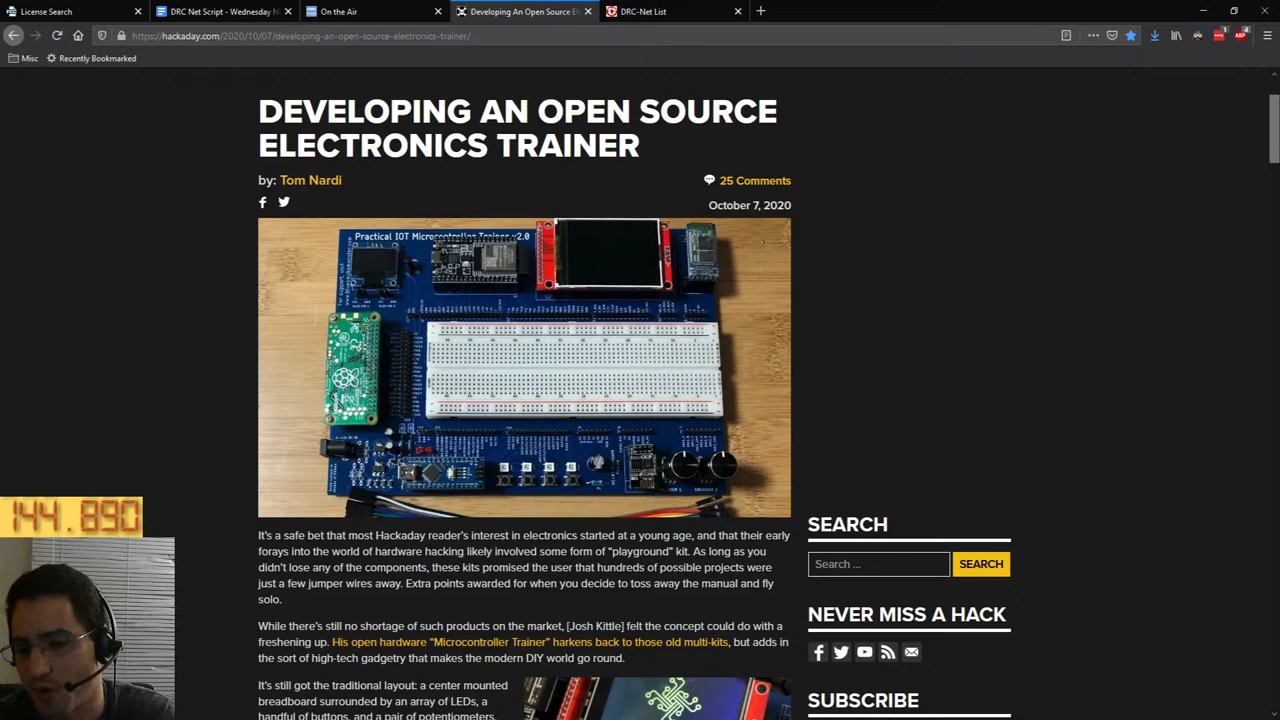 License Search
DRC Net Script - Wednesday N
On the Air
Developing An Open Source El
DRC-Net List
https://hackaday.com/2020/10/07/developing-an-open-source-electronics-trainer/
Misc
Recently Bookmarked
DEVELOPING AN OPEN SOURCE
ELECTRONICS TRAINER
by: Tom Nardi
25 Comments
October 7, 2020
Practical IOT Microcontroller Trainer v2.0
144.890
It's a safe bet that most Hackaday reader's interest in electronics started at a young age, and that their early
forays into the world of hardware hacking likely involved some form of "playground" kit. As long as you
didn't lose any of the components, these kits promised the user that hundreds of possible projects were
just a few jumper wires away. Extra points awarded for when you decide to toss away the manual and fly
solo.
While there's still no shortage of such products on the market, [Josh Kittle] felt the concept could do with a
freshening up. His open hardware "Microcontroller Trainer" harkens back to those old multi-kits, but adds in
the sort of high-tech gadgetry that makes the modern DIY world go round.
It's still got the traditional layout: a center mounted
breadboard surrounded by an array of LEDs, a
handful of buttons, and a pair of potentiometers.
SEARCH
Search ...
SEARCH
NEVER MISS A HACK
SUBSCRIBE